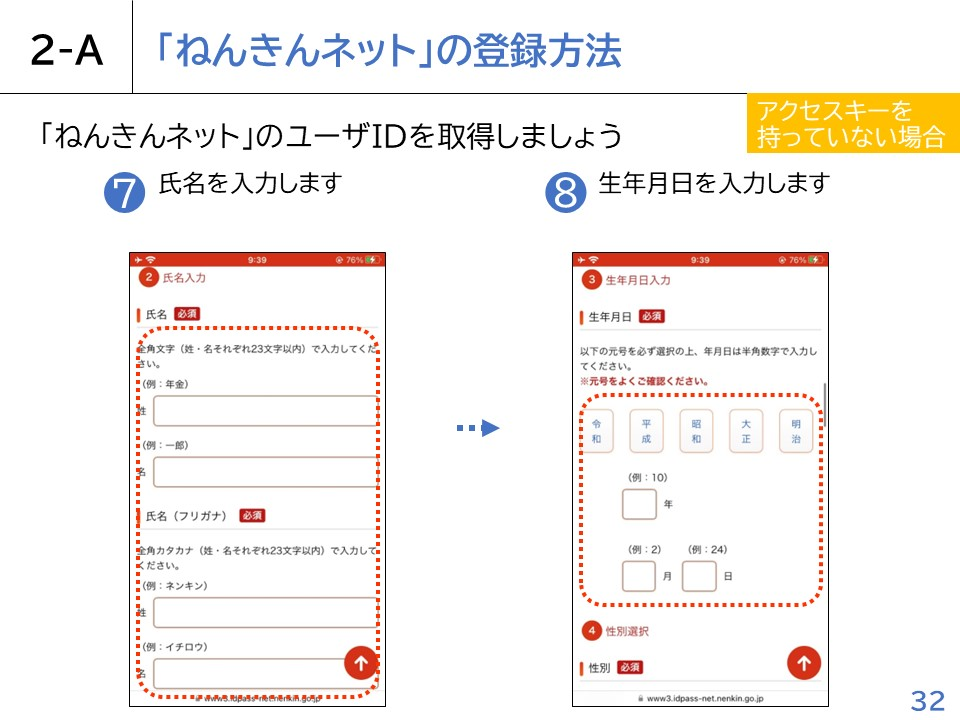 2-A
「ねんきんネット」の登録方法
アクセスキーを
持っていない場合
「ねんきんネット」のユーザIDを取得しましょう
7 氏名を入力します
8 生年月日を入力します
9:39
76%
2 氏名入力
氏名 必須
全角文字（姓・名それぞれ23文字以内）で入力してくだ
さい。
（例：年金）
姓
（例：一郎）
名
氏名（フリガナ） 必須
全角カタカナ（姓・名それぞれ23文字以内）で入力して
ください。
（例：ネンキン）
姓
（例：イチロウ）
名
www3.idpass-net.nenkin.go.jp
9:39
76%
3 生年月日入力
生年月日 必須
以下の元号を必ず選択の上、年月日は半角数字で入力し
てください。
※元号をよくご確認ください。
令和 平成 昭和 大正 明治
（例：10）
年
（例：2） （例：24）
月 日
4 性別選択
性別 必須
www3.idpass-net.nenkin.go.jp
32